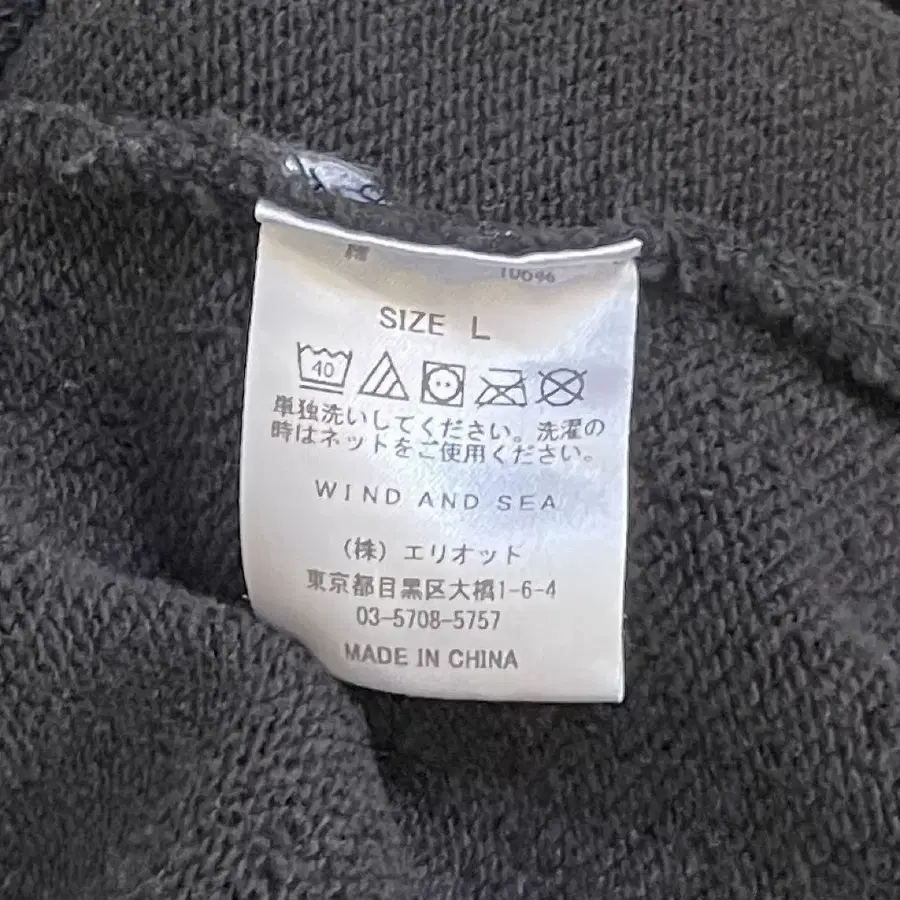 SIZE L
40
単独洗いしてください。洗濯の
時はネットをご使用ください。
WIND AND SEA
（株）エリオット
東京都目黒区大橋1-6-4
03-5708-5757
MADE IN CHINA